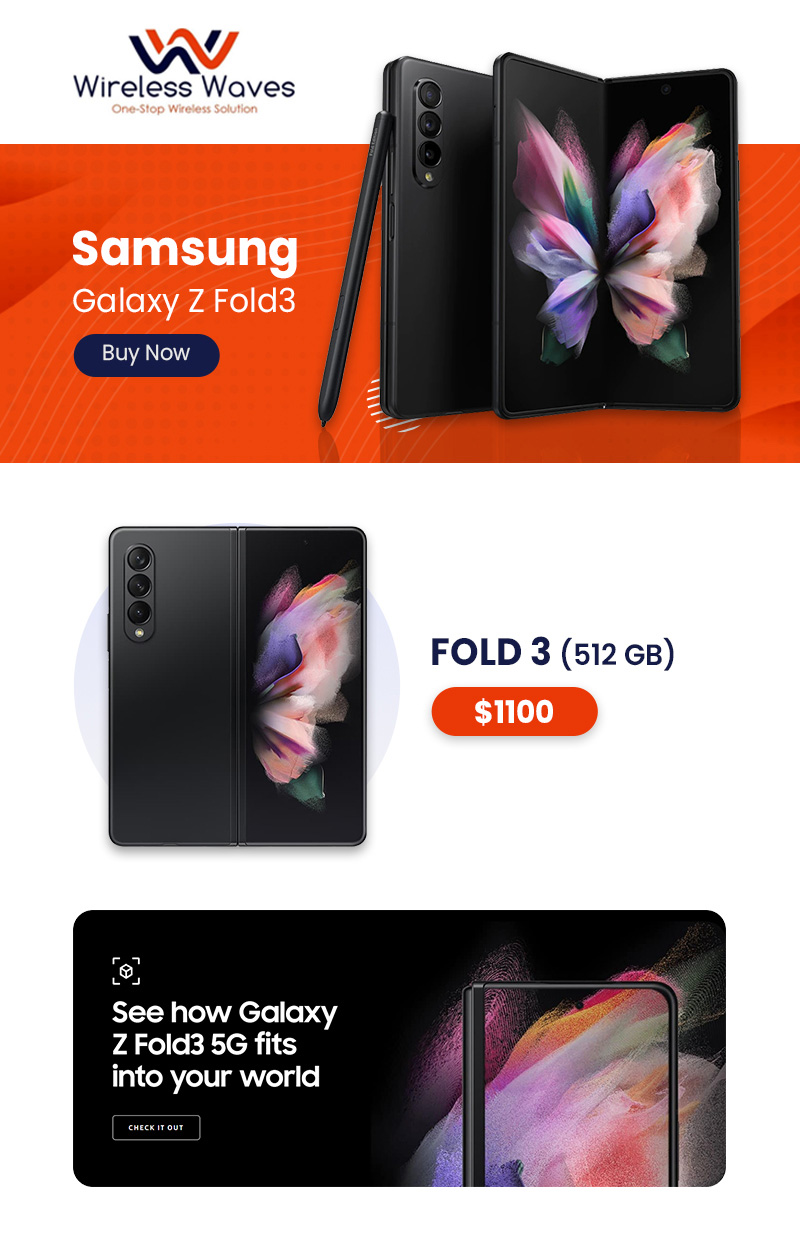 Wireless Waves
One-Stop Wireless Solution
Samsung
Galaxy Z Fold3
Buy Now
FOLD 3 (512 GB)
$1100
See how Galaxy
Z Fold3 5G fits
into your world
CHECK IT OUT